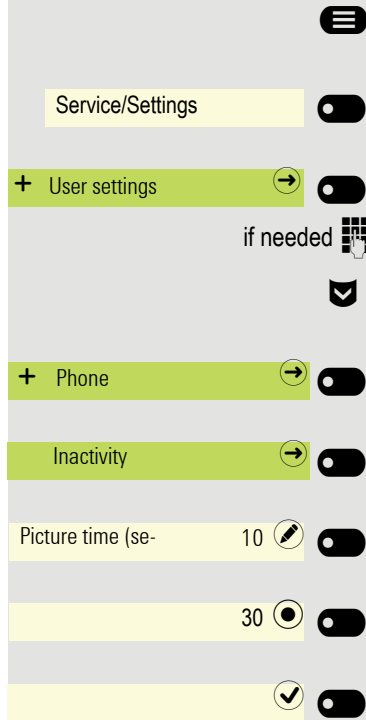 Service/Settings
+ User settings
if needed
+ Phone
Inactivity
Picture time (se- 10
30